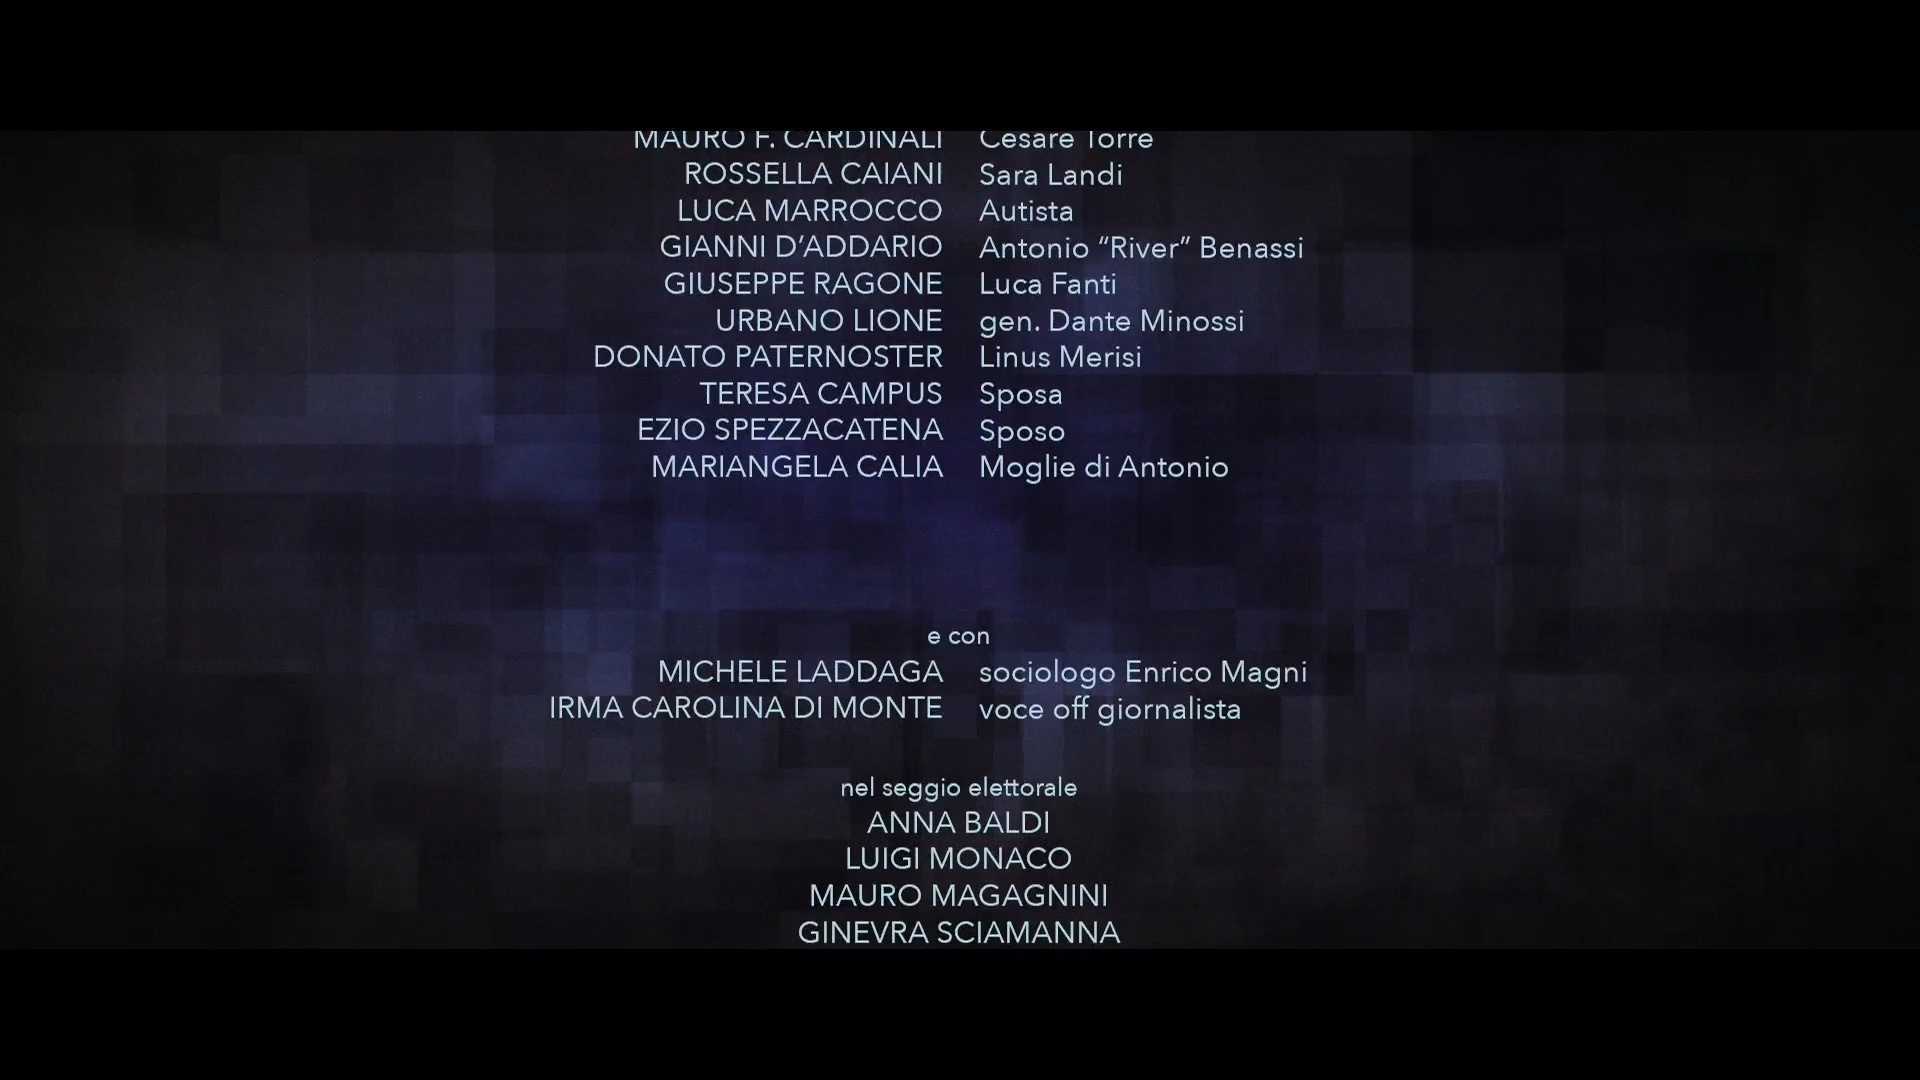 MAURO F. CARDINALI Cesare Torre
ROSSELLA CAIANI Sara Landi
LUCA MARROCCO Autista
GIANNI D’ADDARIO Antonio “River” Benassi
GIUSEPPE RAGONE Luca Fanti
URBANO LIONE gen. Dante Minossi
DONATO PATERNOSTER Linus Merisi
TERESA CAMPUS Sposa
EZIO SPEZZACATENA Sposo
MARIANGELA CALIA Moglie di Antonio
e con
MICHELE LADDAGA sociologo Enrico Magni
IRMA CAROLINA DI MONTE voce off giornalista
nel seggio elettorale
ANNA BALDI
LUIGI MONACO
MAURO MAGAGNINI
GINEVRA SCIAMANNA